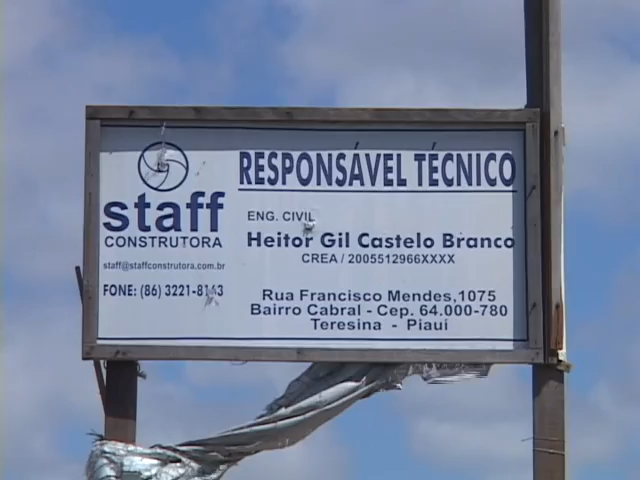 staff
CONSTRUTORA
staff@staffconstrutora.com.br
FONE: (86) 3221-8143
RESPONSÁVEL TÉCNICO
ENG. CIVIL
Heitor Gil Castelo Branco
CREA / 2005512966XXXX
Rua Francisco Mendes,1075
Bairro Cabral - Cep. 64.000-780
Teresina - Piauí